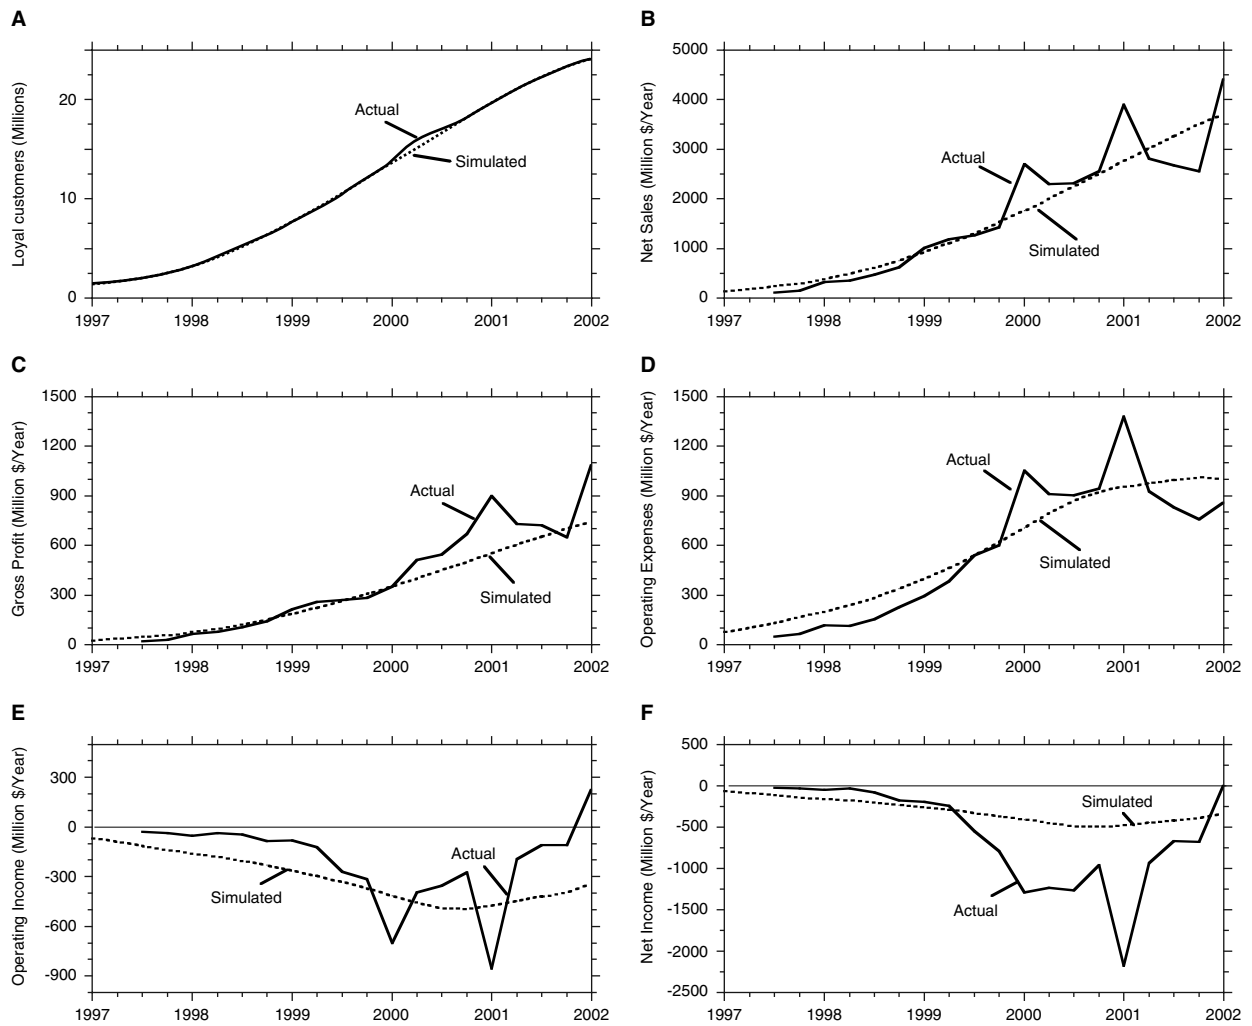 A
Loyal customers (Millions)
20
10
0
Actual
Simulated
1997 1998 1999 2000 2001 2002
B
Net Sales (Million $/Year)
5000
4000
3000
2000
1000
0
Actual
Simulated
1997 1998 1999 2000 2001 2002
C
Gross Profit (Million $/Year)
1500
1200
900
600
300
0
Actual
Simulated
1997 1998 1999 2000 2001 2002
D
Operating Expenses (Million $/Year)
1500
1200
900
600
300
0
Actual
Simulated
1997 1998 1999 2000 2001 2002
E
Operating Income (Million $/Year)
300
0
-300
-600
-900
Actual
Simulated
1997 1998 1999 2000 2001 2002
F
Net Income (Million $/Year)
500
0
-500
-1000
-1500
-2000
-2500
Simulated
Actual
1997 1998 1999 2000 2001 2002